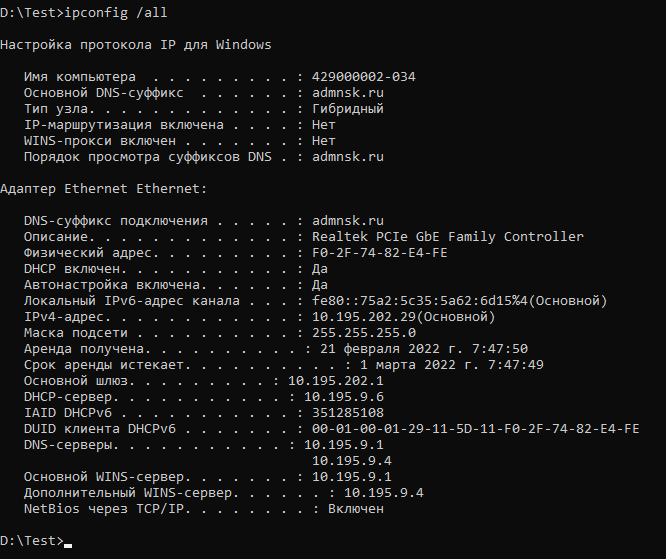 D:\Test>ipconfig /all
Настройка протокола IP для Windows
Имя компьютера  . . . . . . . . . : 429000002-034
Основной DNS-суффикс  . . . . . . : admnsk.ru
Тип узла. . . . . . . . . . . . . : Гибридный
IP-маршрутизация включена . . . . : Нет
WINS-прокси включен . . . . . . . : Нет
Порядок просмотра суффиксов DNS . : admnsk.ru
Адаптер Ethernet Ethernet:
DNS-суффикс подключения . . . . . : admnsk.ru
Описание. . . . . . . . . . . . . : Realtek PCIe GbE Family Controller
Физический адрес. . . . . . . . . : F0-2F-74-82-E4-FE
DHCP включен. . . . . . . . . . . : Да
Автонастройка включена. . . . . . : Да
Локальный IPv6-адрес канала . . . : fe80::75a2:5c35:5a62:6d15%4(Основной)
IPv4-адрес. . . . . . . . . . . . : 10.195.202.29(Основной)
Маска подсети . . . . . . . . . . : 255.255.255.0
Аренда получена. . . . . . . . . . : 21 февраля 2022 г. 7:47:50
Срок аренды истекает. . . . . . . . . . : 1 марта 2022 г. 7:47:49
Основной шлюз. . . . . . . . . : 10.195.202.1
DHCP-сервер. . . . . . . . . . . : 10.195.9.6
IAID DHCPv6 . . . . . . . . . . . : 351285108
DUID клиента DHCPv6 . . . . . . . : 00-01-00-01-29-11-5D-11-F0-2F-74-82-E4-FE
DNS-серверы. . . . . . . . . . . : 10.195.9.1
10.195.9.4
Основной WINS-сервер. . . . . . . : 10.195.9.1
Дополнительный WINS-сервер. . . . . . : 10.195.9.4
NetBios через TCP/IP. . . . . . . . : Включен
D:\Test>